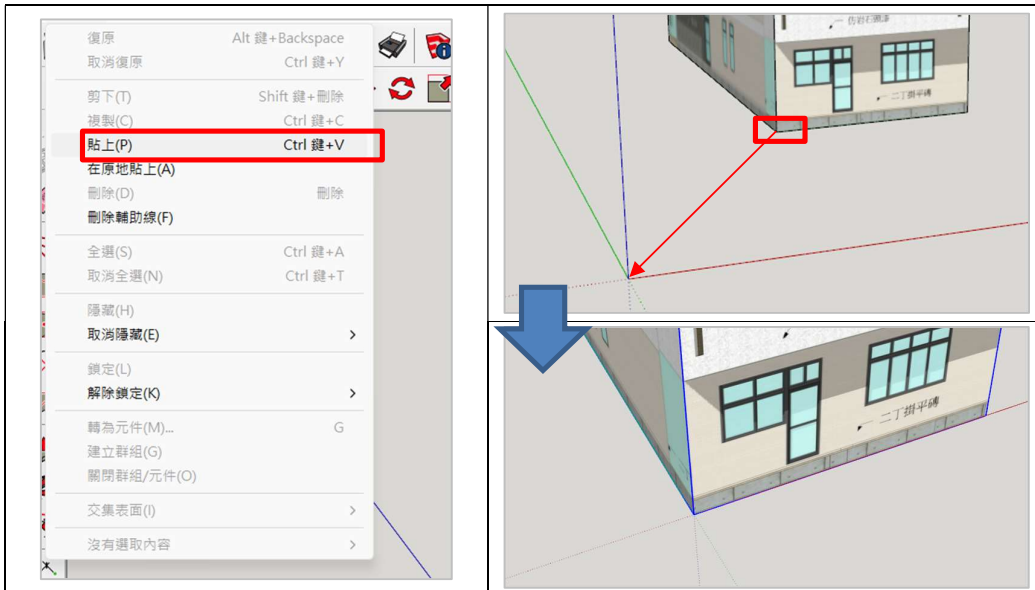 復原 Alt 鍵+Backspace
取消復原 Ctrl 鍵+Y
剪下(T) Shift 鍵+刪除
複製(C) Ctrl 鍵+C
貼上(P) Ctrl 鍵+V
在原地貼上(A)
刪除(D) 刪除
刪除輔助線(F)
全選(S) Ctrl 鍵+A
取消全選(N) Ctrl 鍵+T
隱藏(H)
取消隱藏(E)
鎖定(L)
解除鎖定(K)
轉為元件(M)... G
建立群組(G)
關閉群組/元件(O)
交集表面(I)
沒有選取內容
仿岩石頭漆
二丁掛平磚
二丁掛平磚